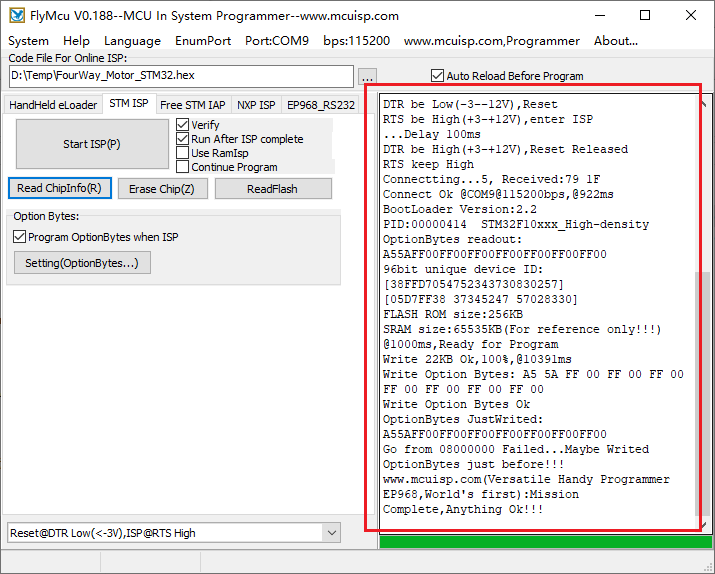 FlyMcu V0.188--MCU In System Programmer--www.mcuisp.com
System Help Language EnumPort Port:COM9 bps:115200 www.mcuisp.com,Programmer About...
Code File For Online ISP:
D:\Temp\FourWay_Motor_STM32.hex
...
Auto Reload Before Program
HandHeld eLoader STM ISP Free STM IAP NXP ISP EP968_RS232
Start ISP(P)
Verify
Run After ISP complete
Use RamIsp
Continue Program
Read ChipInfo(R) Erase Chip(Z) ReadFlash
Option Bytes:
Program OptionBytes when ISP
Setting(OptionBytes...)
Reset@DTR Low(<-3V),ISP@RTS High
DTR be Low(-3--12V),Reset
RTS be High(+3-+12V),enter ISP
...Delay 100ms
DTR be High(+3-+12V),Reset Released
RTS keep High
Connectting...5, Received:79 1F
Connect Ok @COM9@115200bps,@922ms
BootLoader Version:2.2
PID:00000414 STM32F10xxx_High-density
OptionBytes readout:
A55AFF00FF00FF00FF00FF00FF00FF00
96bit unique device ID:
[38FFD7054752343730830257]
[05D7FF38 37345247 57028330]
FLASH ROM size:256KB
SRAM size:65535KB(For reference only!!!)
@1000ms,Ready for Program
Write 22KB Ok,100%,@10391ms
Write Option Bytes: A5 5A FF 00 FF 00 FF 00
FF 00 FF 00 FF 00 FF 00
Write Option Bytes Ok
OptionBytes JustWrited:
A55AFF00FF00FF00FF00FF00FF00FF00
Go from 08000000 Failed...Maybe Writed
OptionBytes just before!!!
www.mcuisp.com(Versatile Handy Programmer
EP968,World's first):Mission
Complete,Anything Ok!!!